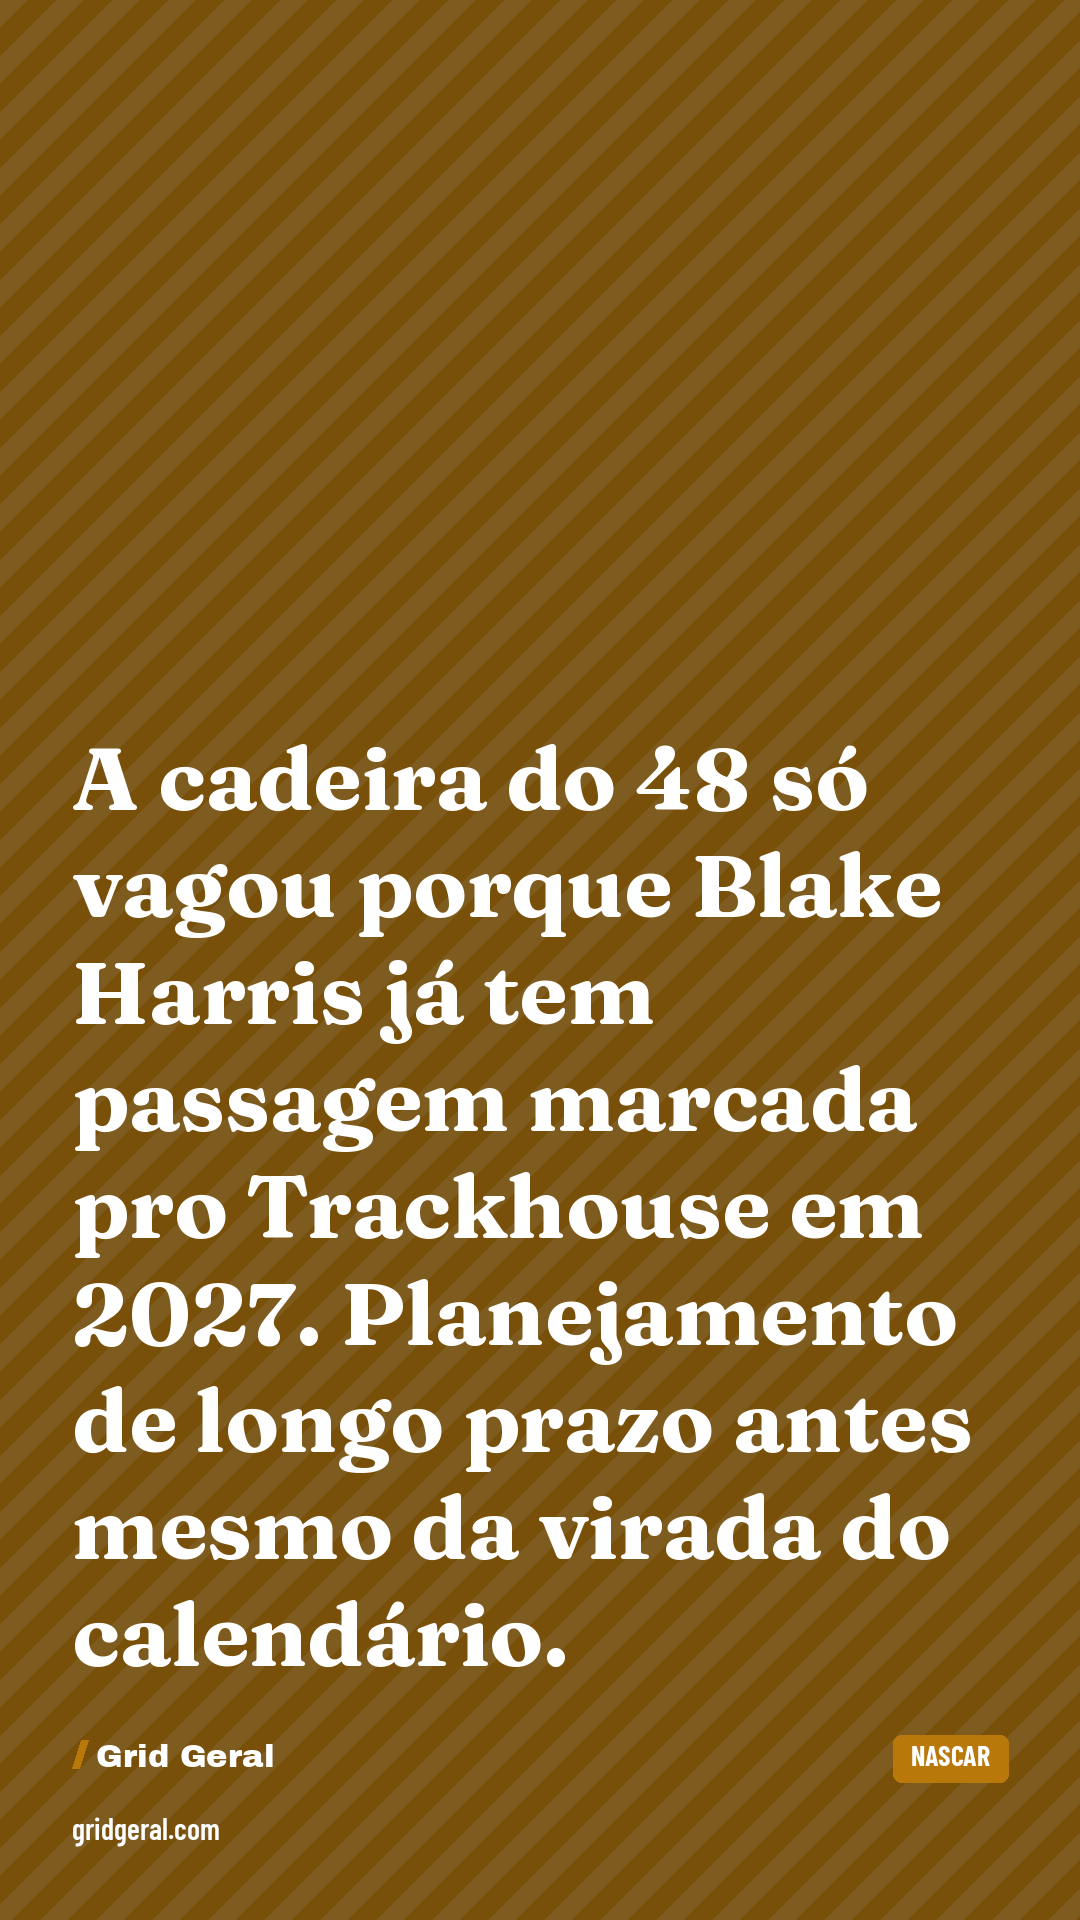 A cadeira do 48 só
vagou porque Blake
Harris já tem
passagem marcada
pro Trackhouse em
2027. Planejamento
de longo prazo antes
mesmo da virada do
calendário.
/ Grid Geral
NASCAR
gridgeral.com